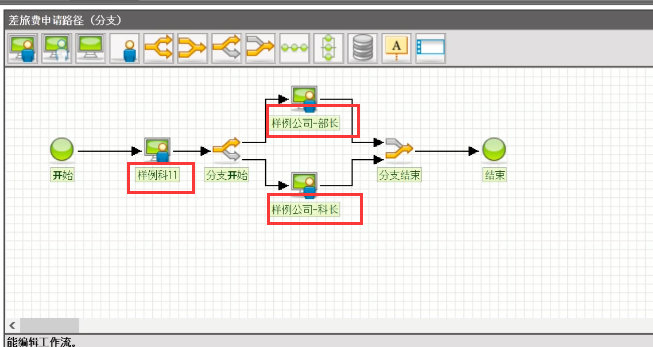 差旅费申请路径（分支）
A
样例公司-部长
开始
样例科11
分支开始
分支结束
结束
样例公司-科长
能编辑工作流。